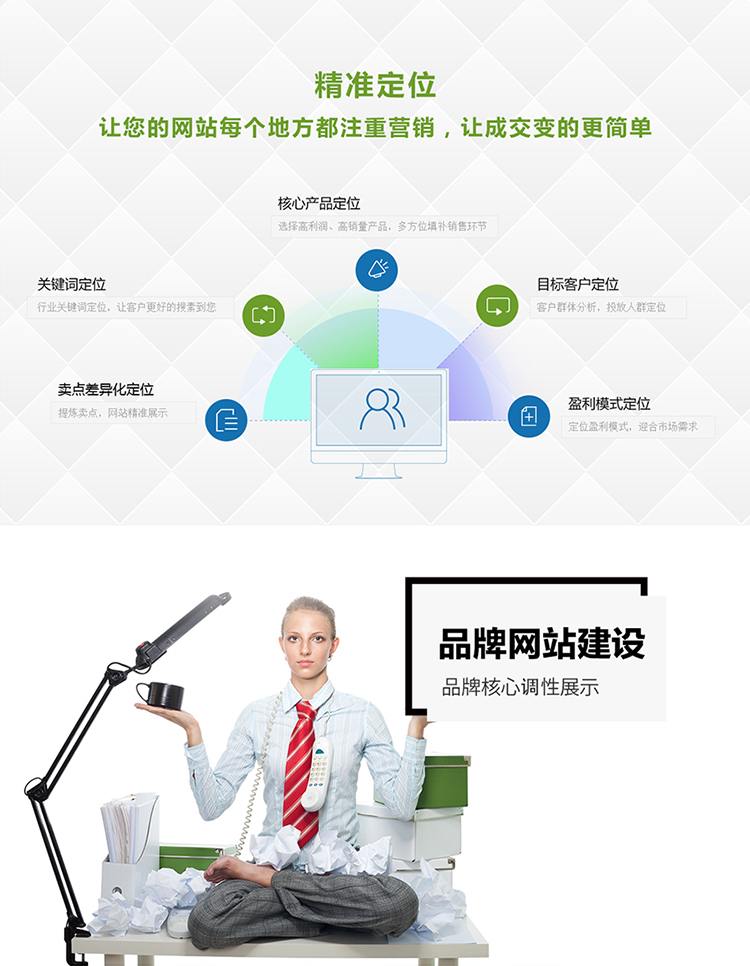 精准定位
让您的网站每个地方都注重营销，让成交变的更简单
核心产品定位
选择高利润、高销量产品，多方位填补销售环节
关键词定位
行业关键词定位，让客户更好的搜素到您
目标客户定位
客户群体分析，投放人群定位
卖点差异化定位
提炼卖点，网站精准展示
盈利模式定位
定位盈利模式，迎合市场需求
品牌网站建设
品牌核心调性展示